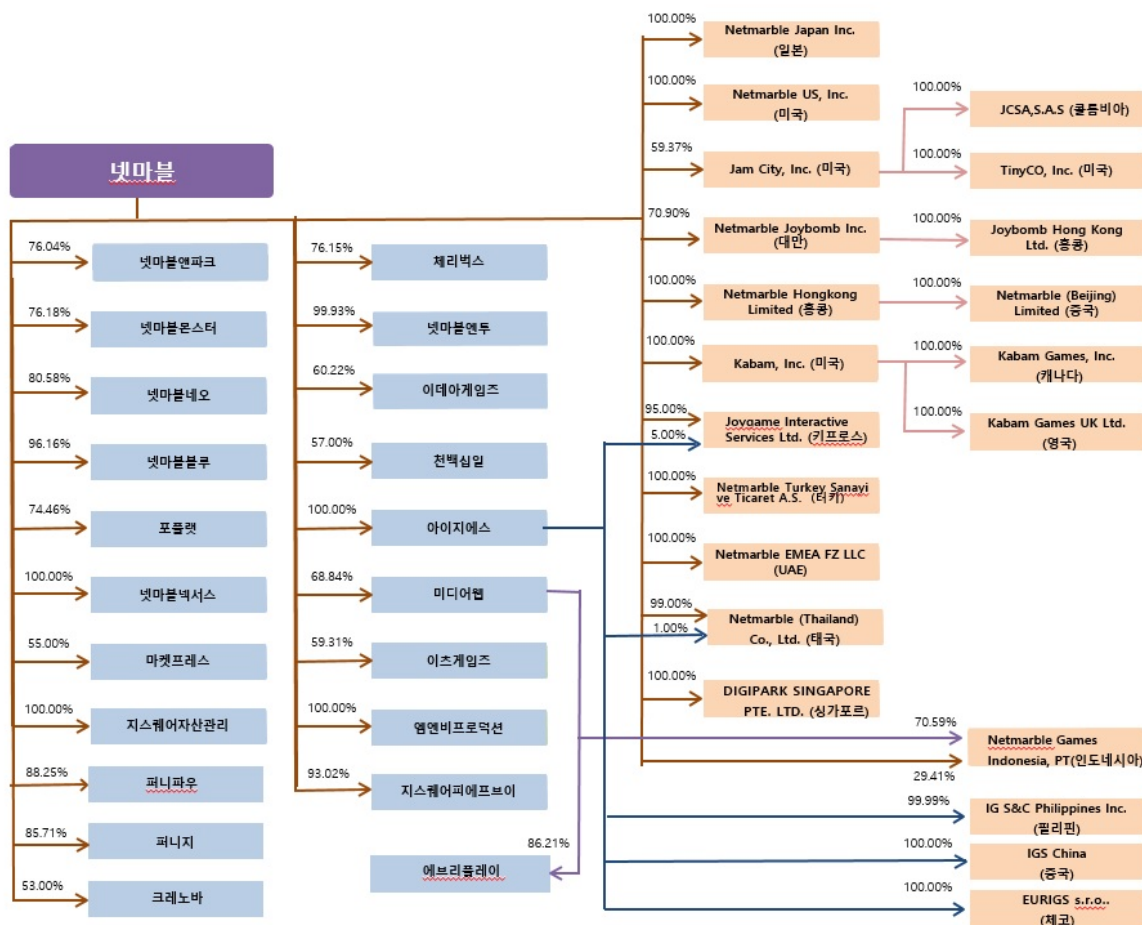 넷마블
76.04%
넷마블앤파크
76.18%
넷마블몬스터
80.58%
넷마블네오
96.16%
넷마블블루
74.46%
포플랫
100.00%
넷마블넥서스
55.00%
마켓프레스
100.00%
지스퀘어자산관리
88.25%
퍼니파우
85.71%
퍼니지
53.00%
크레노바
76.15%
체리벅스
99.93%
넷마블엔투
60.22%
이데아게임즈
57.00%
천백십일
100.00%
아이지에스
68.84%
미디어웹
59.31%
이츠게임즈
100.00%
엠엔비프로덕션
93.02%
지스퀘어피에프브이
86.21%
에브리플레이
100.00%
Netmarble Japan Inc.
(일본)
100.00%
Netmarble US, Inc.
(미국)
59.37%
Jam City, Inc. (미국)
100.00%
JCSA,S.A.S (콜롬비아)
100.00%
TinyCO, Inc. (미국)
70.90%
Netmarble Joybomb Inc.
(대만)
100.00%
Joybomb Hong Kong
Ltd. (홍콩)
100.00%
Netmarble Hongkong
Limited (홍콩)
100.00%
Netmarble (Beijing)
Limited (중국)
100.00%
Kabam, Inc. (미국)
100.00%
Kabam Games, Inc.
(캐나다)
100.00%
Kabam Games UK Ltd.
(영국)
95.00%
5.00%
Joygame Interactive
Services Ltd. (키프로스)
100.00%
Netmarble Turkey Sanayi
ve Ticaret A.S. (터키)
100.00%
Netmarble EMEA FZ LLC
(UAE)
99.00%
1.00%
Netmarble (Thailand)
Co., Ltd. (태국)
100.00%
DIGIPARK SINGAPORE
PTE. LTD. (싱가포르)
70.59%
Netmarble Games
Indonesia, PT(인도네시아)
29.41%
99.99%
IG S&C Philippines Inc.
(필리핀)
100.00%
IGS China
(중국)
100.00%
EURIGS s.r.o..
(체코)